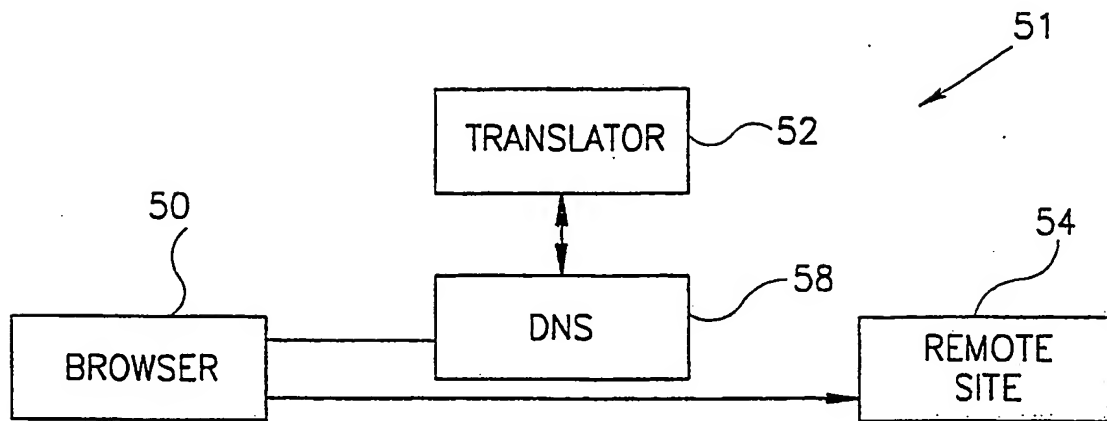 51
TRANSLATOR
52
50
54
58
DNS
BROWSER
REMOTE
SITE